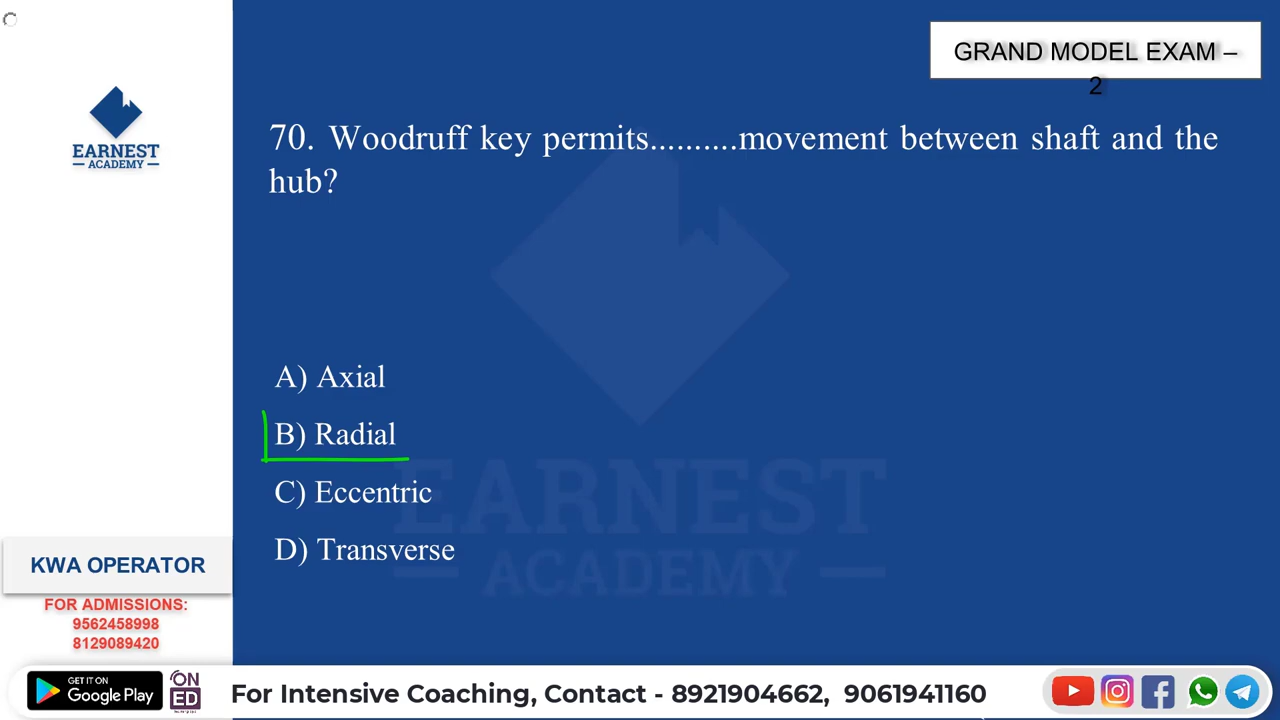 GRAND MODEL EXAM –
2
EARNEST
ACADEMY
70. Woodruff key permits..........movement between shaft and the
hub?
A) Axial
B) Radial
C) Eccentric
D) Transverse
EARNEST
ACADEMY
KWA OPERATOR
FOR ADMISSIONS:
9562458998
8129089420
GET IT ON
Google Play
ON
ED
For Intensive Coaching, Contact - 8921904662, 9061941160